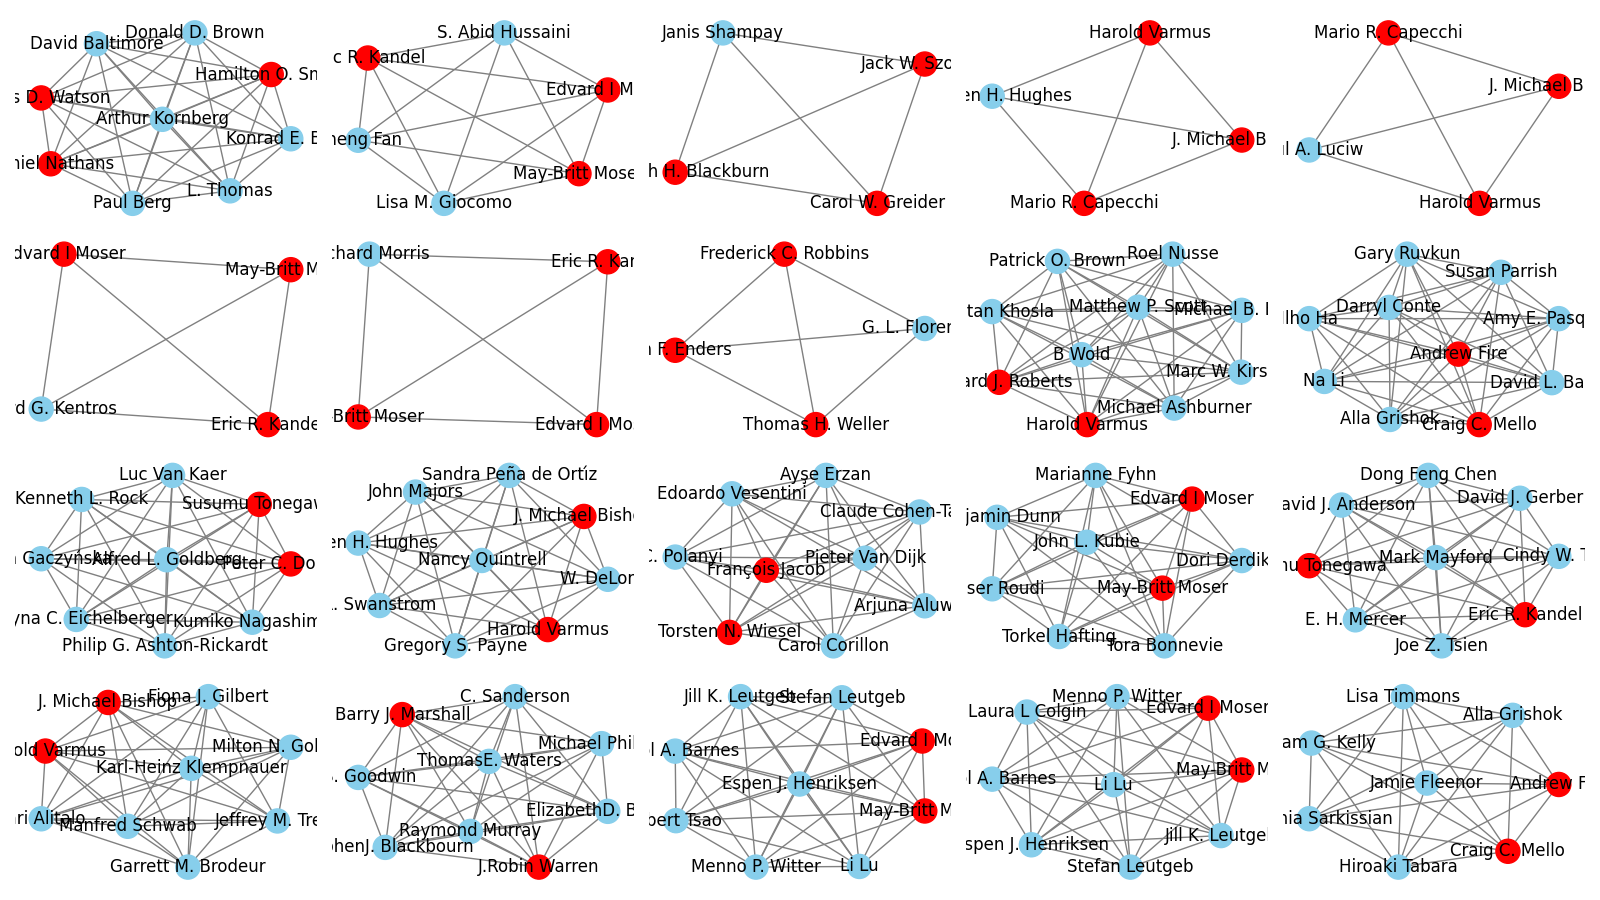 Donald D. Brown
David Baltimore
Hamilton O. Sn
s D. Watson
Arthur Kornberg
Konrad E. B
niel Nathans
L. Thomas
Paul Berg
S. Abid Hussaini
c R. Kandel
Edvard I M
heng Fan
May-Britt Mose
Lisa M. Giocomo
Janis Shampay
Jack W. Szo
h H. Blackburn
Carol W. Greider
Harold Varmus
en H. Hughes
J. Michael B
Mario R. Capecchi
Mario R. Capecchi
J. Michael B
l A. Luciw
Harold Varmus
dvard I Moser
May-Britt M
d G. Kentros
Eric R. Kande
chard Morris
Eric R. Kan
Britt Moser
Edvard I Mo
Frederick C. Robbins
G. L. Floren
n F. Enders
Thomas H. Weller
Roel Nusse
Patrick O. Brown
Matthew P. Scott
Michael B. E
tan Khosla
B Wold
Marc W. Kirs
ard J. Roberts
Michael Ashburner
Harold Varmus
Gary Ruvkun
Susan Parrish
Darryl Conte
Amy E. Pasq
lho Ha
Andrew Fire
Na Li
David L. Ba
Alla Grishok
Craig C. Mello
Luc Van Kaer
Kenneth L. Rock
Susumu Tonegaw
Gaczynska
Alfred L. Goldberg
Peter C. Do
yna C. Eichelberger
Kumiko Nagashim
Philip G. Ashton-Rickardt
Sandra Peña de Ortíz
John Majors
J. Michael Bisho
en H. Hughes
Nancy Quintrell
W. DeLor
. Swanstrom
Harold Varmus
Gregory S. Payne
Ayşe Erzan
Edoardo Vesentini
Claude Cohen-Ta
C. Polanyi
Pieter Van Dijk
François Jacob
Arjuna Aluw
Torsten N. Wiesel
Carol Corillon
Marianne Fyhn
Edvard I Moser
jamin Dunn
John L. Kubie
Dori Derdik
ser Roudi
May-Britt Moser
Torkel Hafting
Tora Bonnevie
Dong Feng Chen
David J. Gerber
avid J. Anderson
Mark Mayford
Cindy W. T
mu Tonegawa
E. H. Mercer
Eric R. Kandel
Joe Z. Tsien
Fiona J. Gilbert
J. Michael Bishop
Milton N. Gol
old Varmus
Karl-Heinz Klempnauer
ari Alitalo
Manfred Schwab
Jeffrey M. Tre
Garrett M. Brodeur
C. Sanderson
Barry J. Marshall
Michael Phil
ThomasE. Waters
. Goodwin
ElizabethD. B
Raymond Murray
phenJ. Blackbourn
J.Robin Warren
Jill K. Leutgeb
Stefan Leutgeb
Edvard I Mo
l A. Barnes
Espen J. Henriksen
May-Britt M
bert Tsao
Menno P. Witter
Li Lu
Menno P. Witter
Edvard I Moser
Laura L Colgin
May-Britt M
l A. Barnes
Li Lu
Jill K. Leutgel
spen J. Henriksen
Stefan Leutgeb
Lisa Timmons
Alla Grishok
am G. Kelly
Jamie Fleenor
Andrew F
nia Sarkissian
Craig C. Mello
Hiroaki Tabara